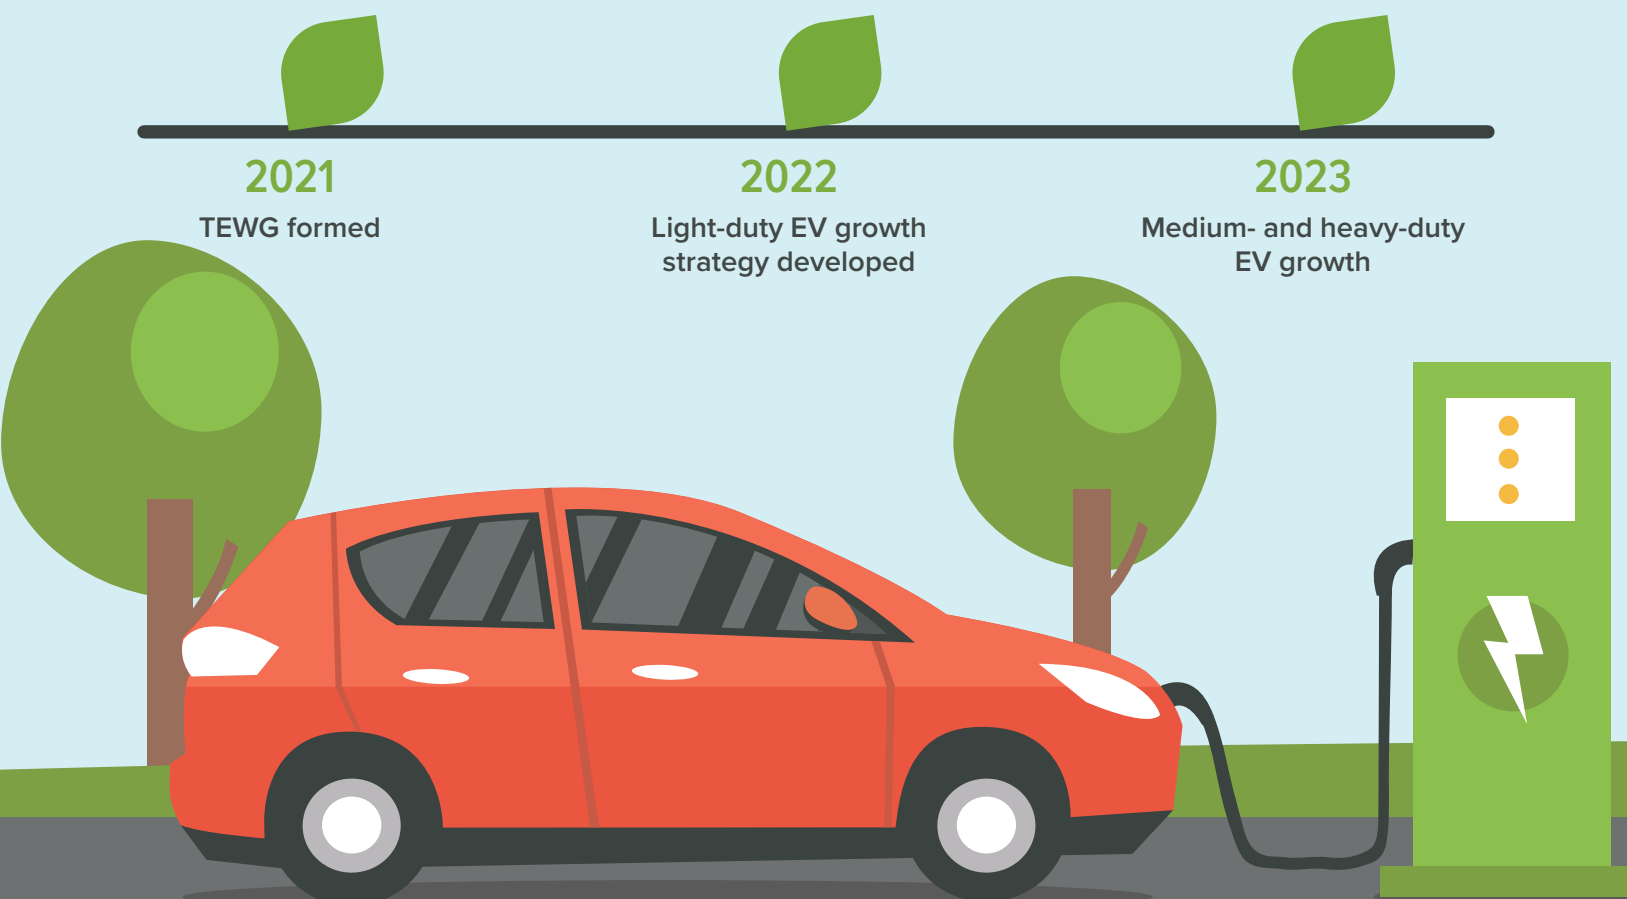 2021
TEWG formed
2022
Light-duty EV growth
strategy developed
2023
Medium- and heavy-duty
EV growth